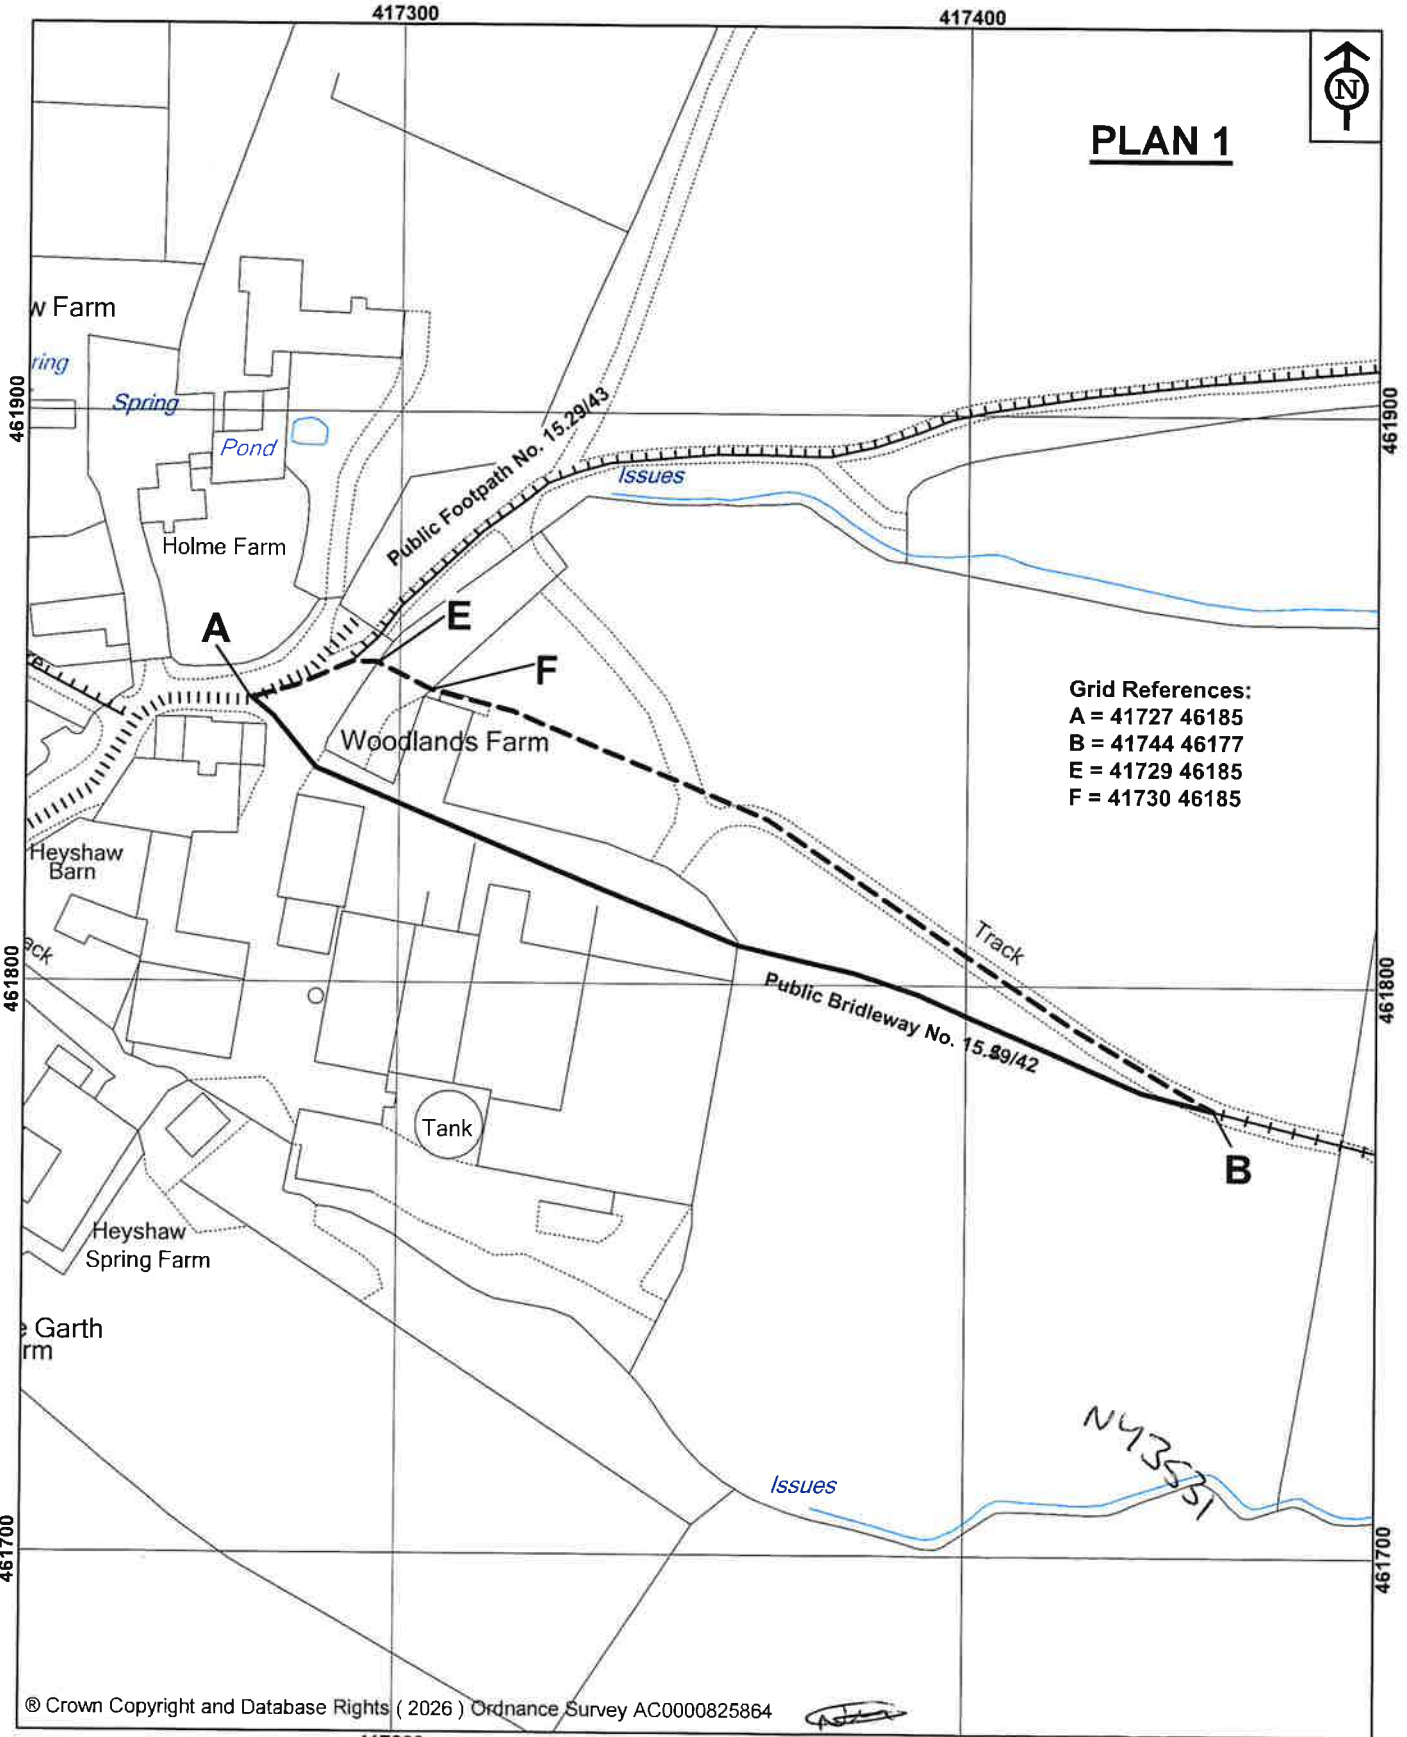 417300
417400
N
PLAN 1
w Farm
ring
Spring
461900
461900
Pond
Public Footpath No. 15.29/43
Issues
Holme Farm
A
E
F
Grid References:
A = 41727 46185
B = 41744 46177
E = 41729 46185
F = 41730 46185
Woodlands Farm
Heyshaw
Barn
Track
ack
461800
461800
Public Bridleway No.
Tank
B
Heyshaw
Spring Farm
e Garth
rm
NY3531
Issues
461700
461700
® Crown Copyright and Database Rights ( 2026 ) Ordnance Survey AC0000825864